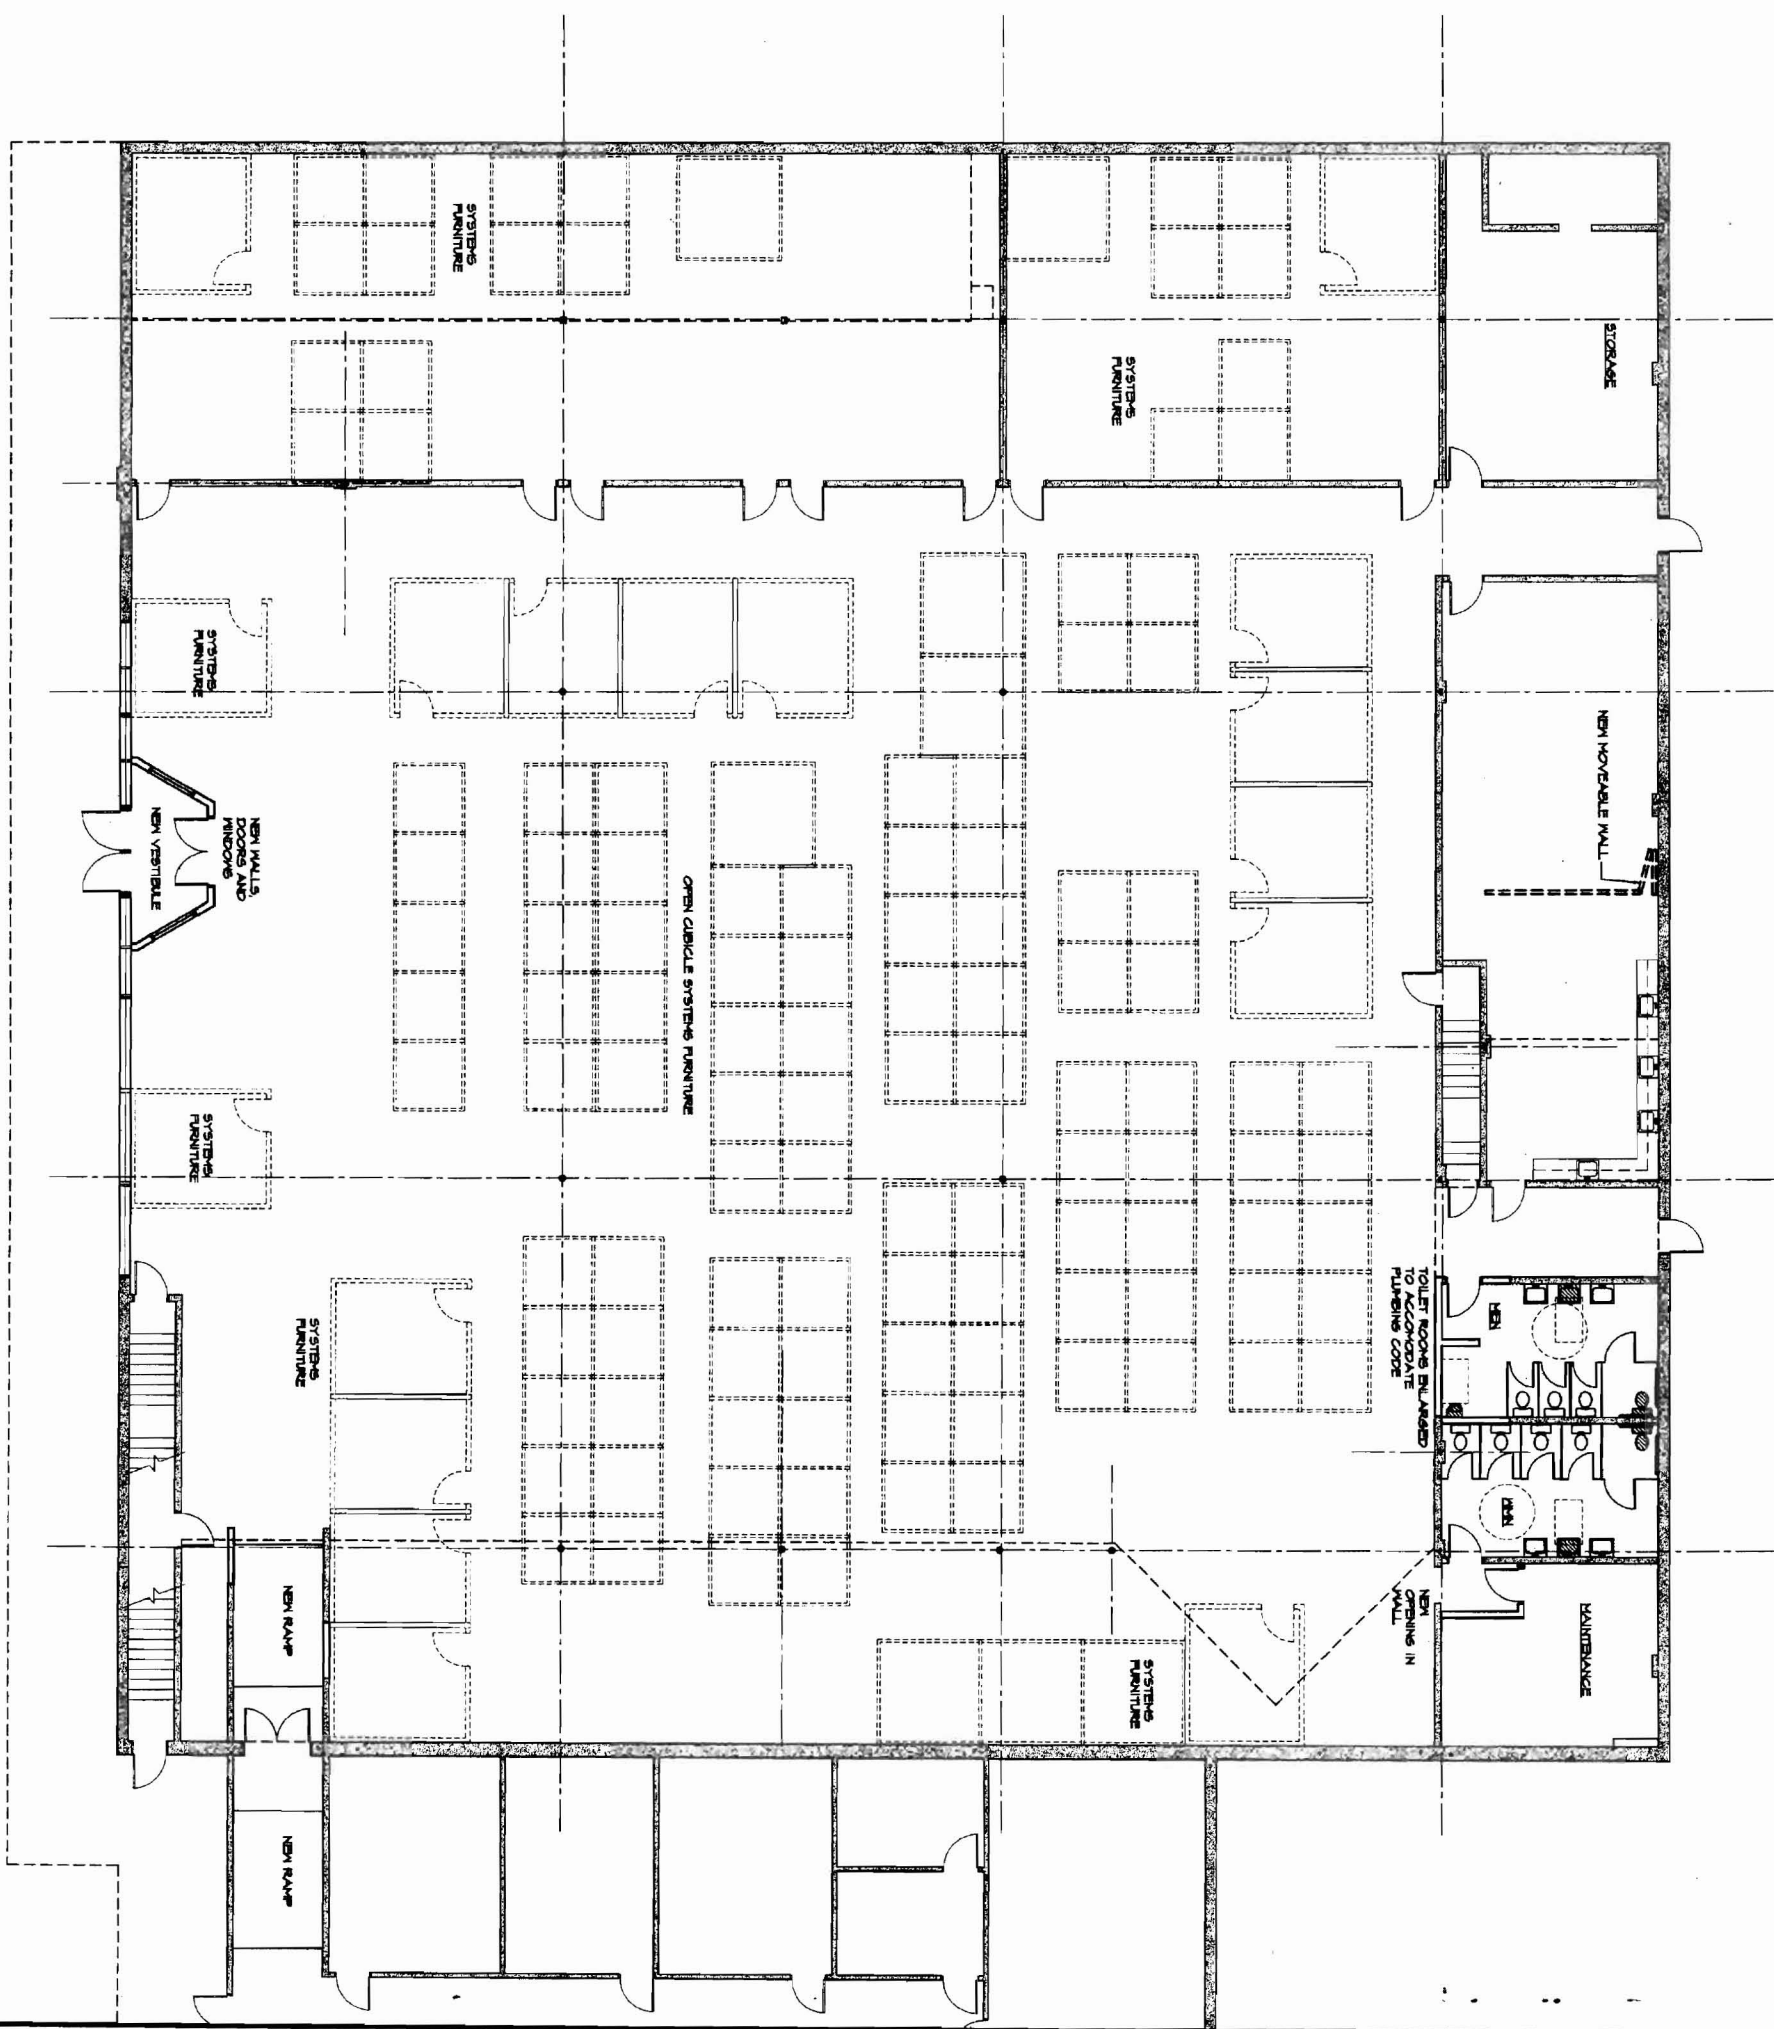 SYSTEMS
FURNITURE
SYSTEMS
FURNITURE
STORAGE
SYSTEMS
FURNITURE
NEW MOVEABLE WALL
NEW WALLS,
DOORS AND
WINDOWS
NEW VESTIBULE
OPEN CUBICLE SYSTEMS FURNITURE
SYSTEMS
FURNITURE
TOILET ROOMS ENLARGED
TO ACCOMODATE
PLUMBING CODE
MEN
WMN
SYSTEMS
FURNITURE
NEW
OPENING IN
WALL
MAINTENANCE
NEW RAMP
SYSTEMS
FURNITURE
NEW RAMP